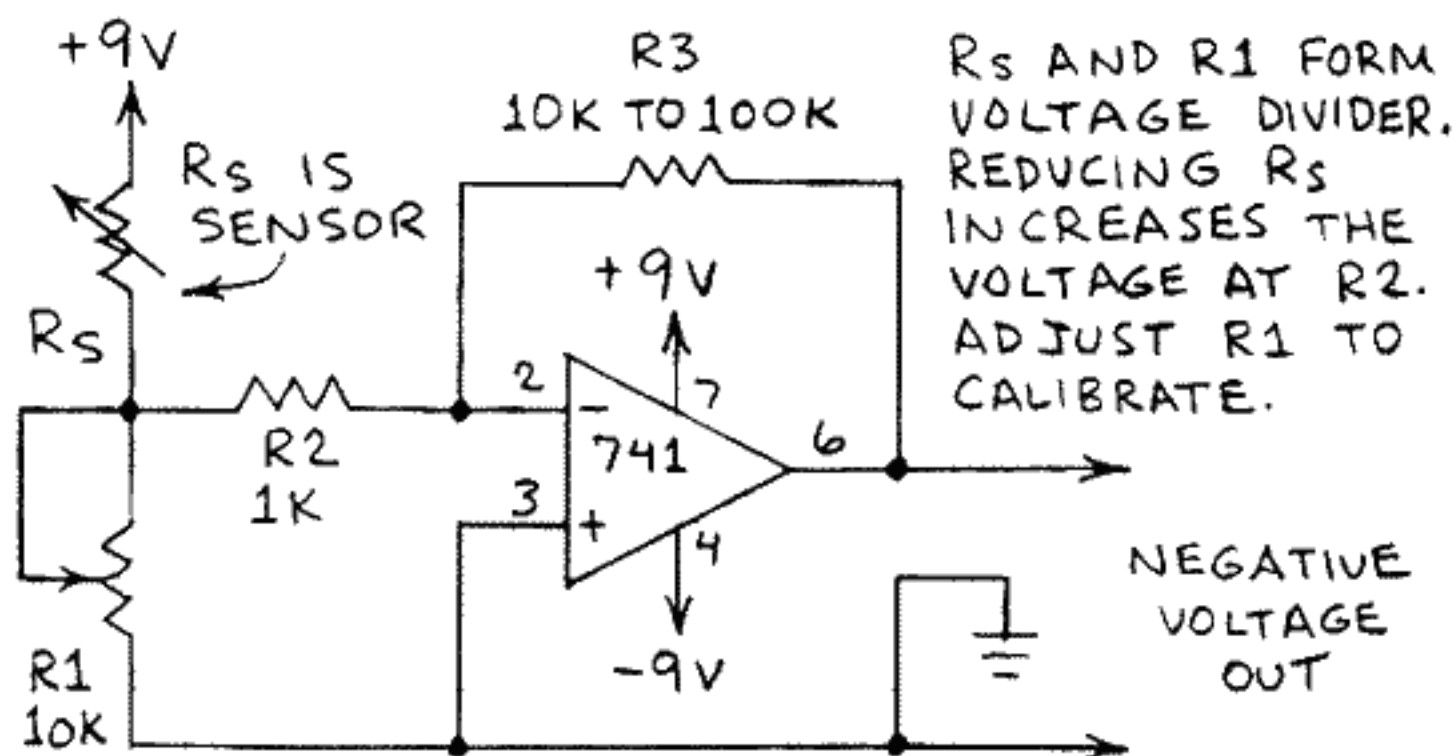 +9V
RS IS
SENSOR
RS
R1
10K
R2
1K
R3
10K TO 100K
+9V
2
-
7
741
6
3
+
4
-9V
RS AND R1 FORM
VOLTAGE DIVIDER.
REDUCING RS
INCREASES THE
VOLTAGE AT R2.
ADJUST R1 TO
CALIBRATE.
NEGATIVE
VOLTAGE
OUT